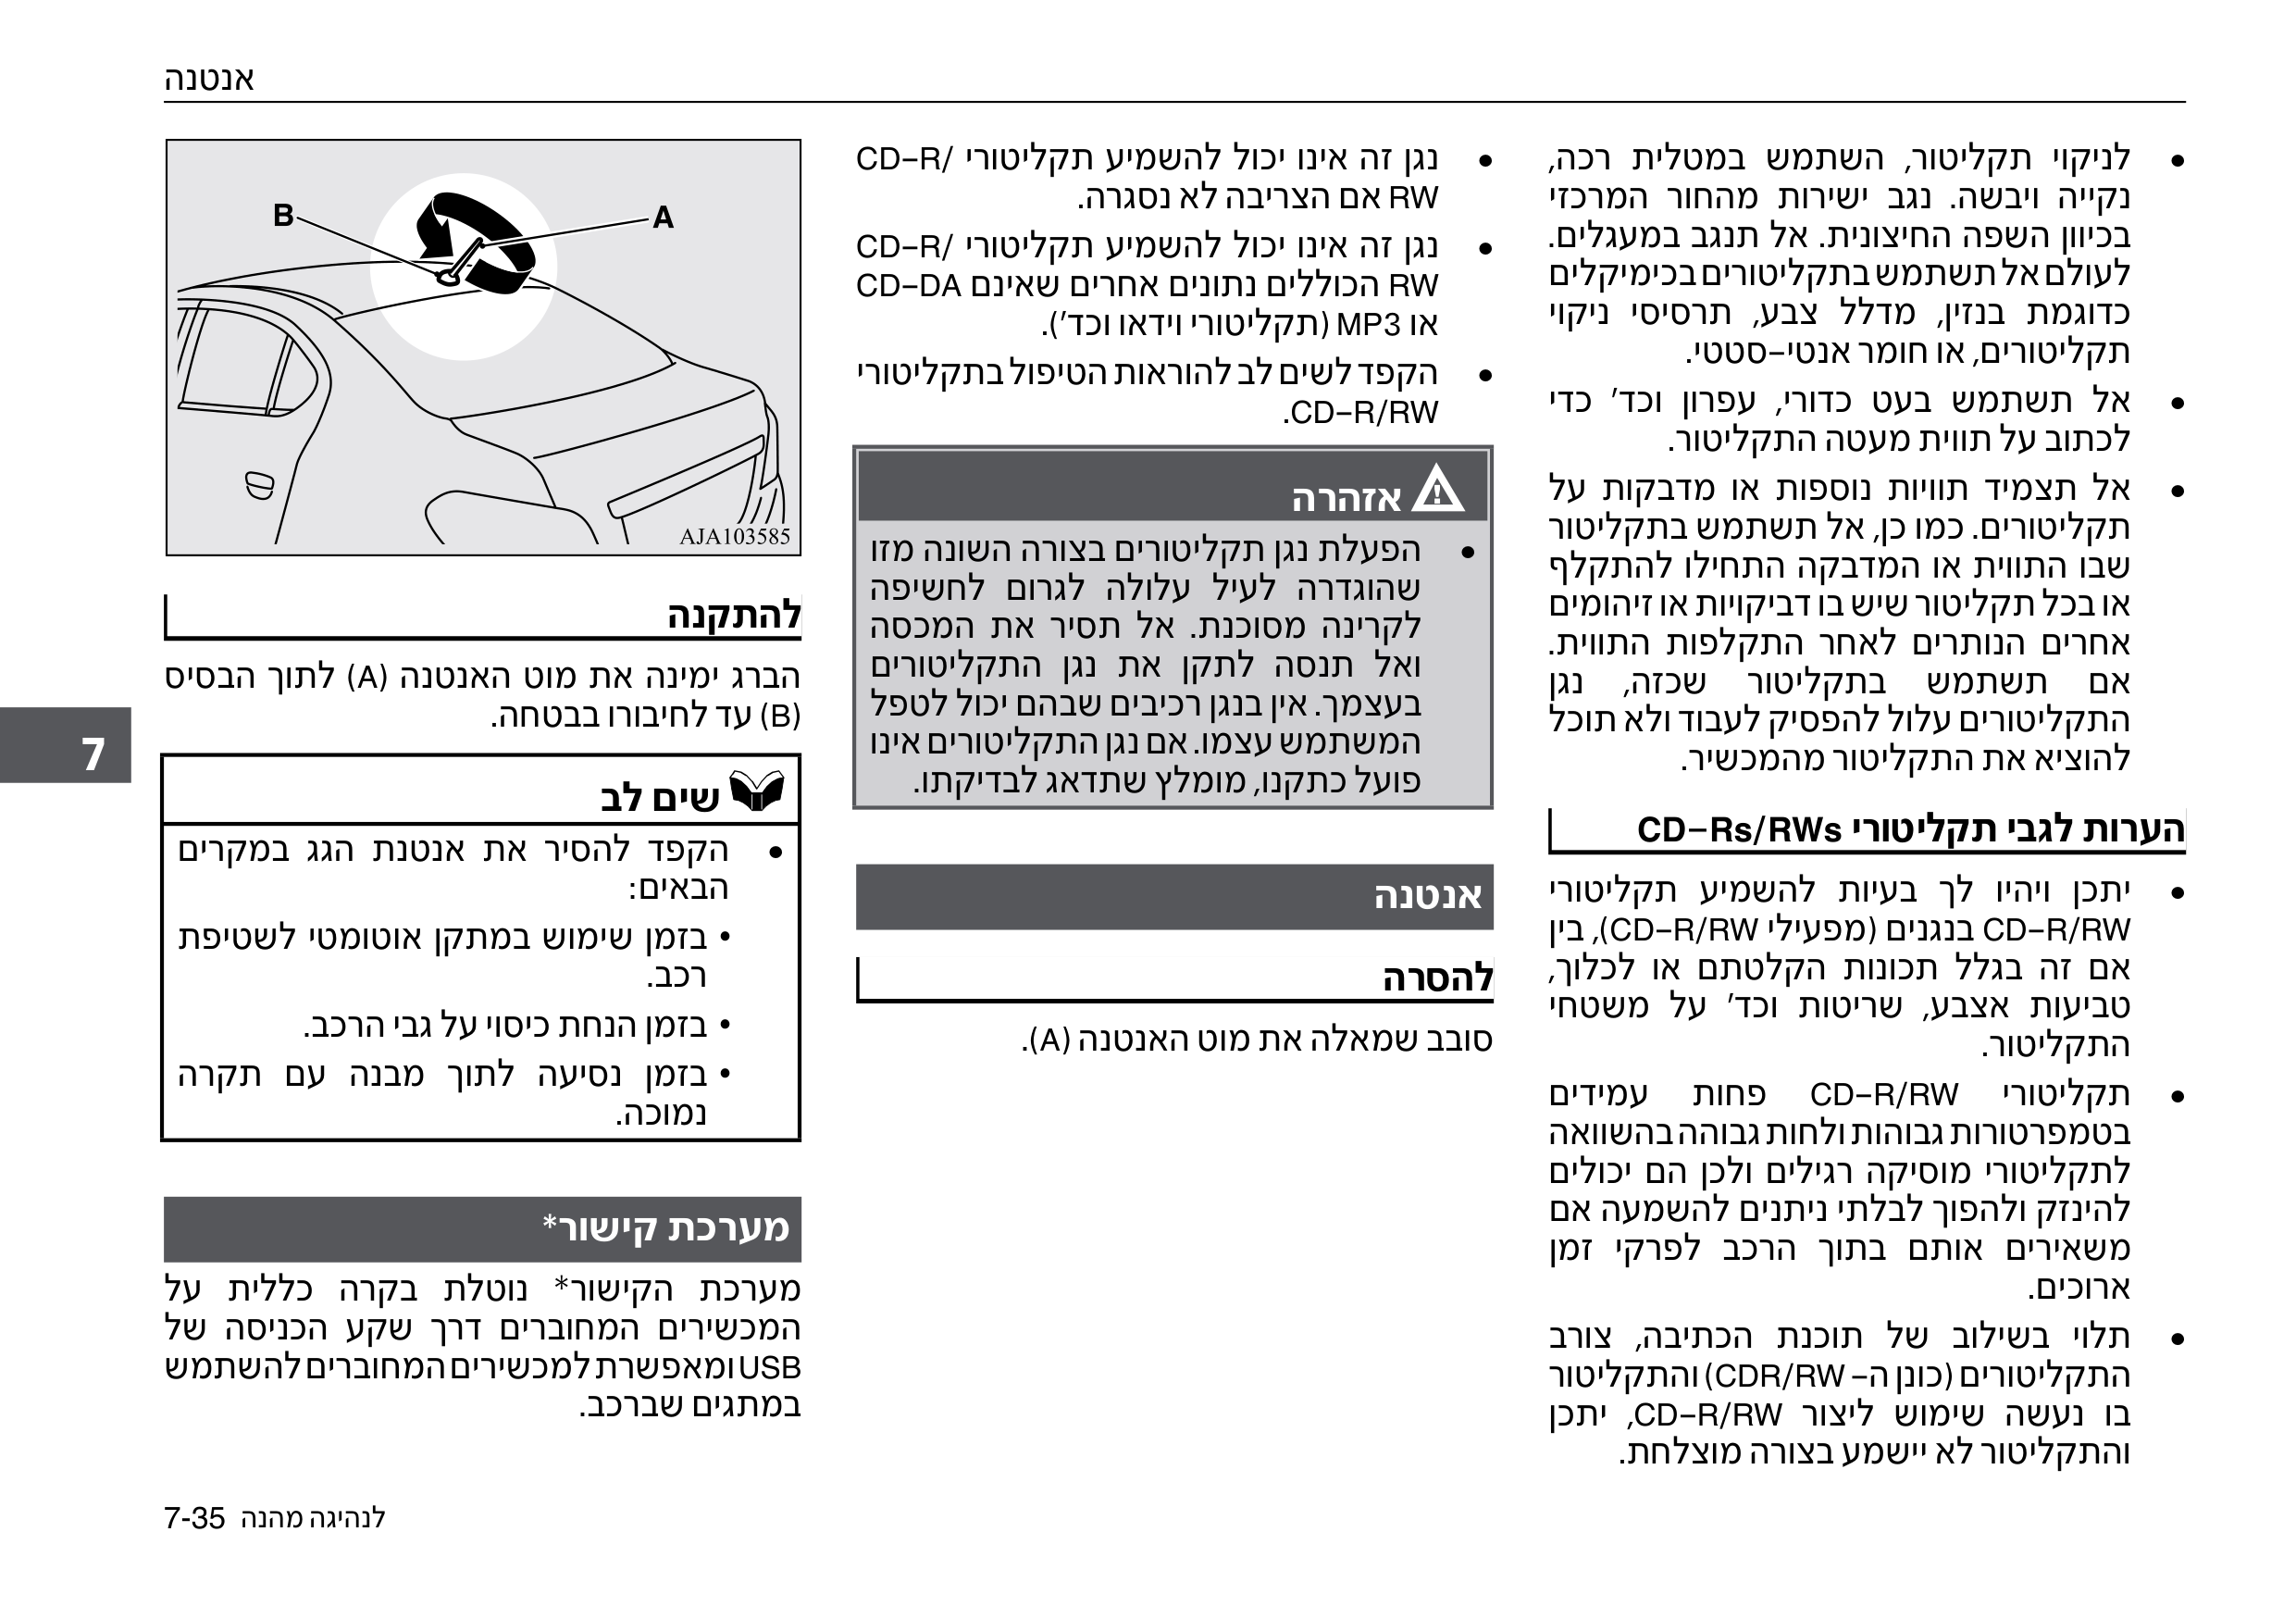 אנטנה
לניקוי תקליטור, השתמש במטלית רכה,
נקייה ויבשה. נגב ישירות מהחור המרכזי
בכיוון השפה החיצונית. אל תנגב במעגלים.
לעולם אל תשתמש בתקליטורים בכימיקלים
כדוגמת בנזין, מדלל צבע, תרסיסי ניקוי
תקליטורים, או חומר אנטי-סטטי.
אל תשתמש בעט כדורי, עפרון וכד' כדי
לכתוב על תווית מעטה התקליטור.
אל תצמיד תוויות נוספות או מדבקות על
תקליטורים. כמו כן, אל תשתמש בתקליטור
שבו התווית או המדבקה התחילו להתקלף
או בכל תקליטור שיש בו דביקויות או זיהומים
אחרים הנותרים לאחר התקלפות התווית.
אם תשתמש בתקליטור שכזה, נגן
התקליטורים עלול להפסיק לעבוד ולא תוכל
להוציא את התקליטור מהמכשיר.
הערות לגבי תקליטורי CD-Rs/RWs
יתכן ויהיו לך בעיות להשמיע תקליטורי
CD-R/RW בנגנים (מפעילי CD-R/RW), בין
אם זה בגלל תכונות הקלטתם או לכלוך,
טביעות אצבע, שריטות וכד' על משטחי
התקליטור.
תקליטורי CD-R/RW פחות עמידים
בטמפרטורות גבוהות ולחות גבוהה בהשוואה
לתקליטורי מוסיקה רגילים ולכן הם יכולים
להינזק ולהפוך לבלתי ניתנים להשמעה אם
משאירים אותם בתוך הרכב לפרקי זמן
ארוכים.
תלוי בשילוב של תוכנת הכתיבה, צורב
התקליטורים (כונן ה- CDR/RW) והתקליטור
בו נעשה שימוש ליצור CD-R/RW, יתכן
והתקליטור לא יישמע בצורה מוצלחת.
נגן זה אינו יכול להשמיע תקליטורי CD-R/
RW אם הצריבה לא נסגרה.
נגן זה אינו יכול להשמיע תקליטורי CD-R/
RW הכוללים נתונים אחרים שאינם CD-DA
או MP3 (תקליטורי וידאו וכד').
הקפד לשים לב להוראות הטיפול בתקליטורי
CD-R/RW.
אזהרה
הפעלת נגן תקליטורים בצורה השונה מזו
שהוגדרה לעיל עלולה לגרום לחשיפה
לקרינה מסוכנת. אל תסיר את המכסה
ואל תנסה לתקן את נגן התקליטורים
בעצמך. אין בנגן רכיבים שבהם יכול לטפל
המשתמש עצמו. אם נגן התקליטורים אינו
פועל כתקנו, מומלץ שתדאג לבדיקתו.
אנטנה
להסרה
סובב שמאלה את מוט האנטנה (A).
B
A
AJA103585
להתקנה
הברג ימינה את מוט האנטנה (A) לתוך הבסיס
(B) עד לחיבורו בבטחה.
שים לב
הקפד להסיר את אנטנת הגג במקרים
הבאים:
• בזמן שימוש במתקן אוטומטי לשטיפת
רכב.
• בזמן הנחת כיסוי על גבי הרכב.
• בזמן נסיעה לתוך מבנה עם תקרה
נמוכה.
מערכת קישור*
מערכת הקישור* נוטלת בקרה כללית על
המכשירים המחוברים דרך שקע הכניסה של
USB ומאפשרת למכשירים המחוברים להשתמש
במתגים שברכב.
7
לנהיגה מהנה 7-35